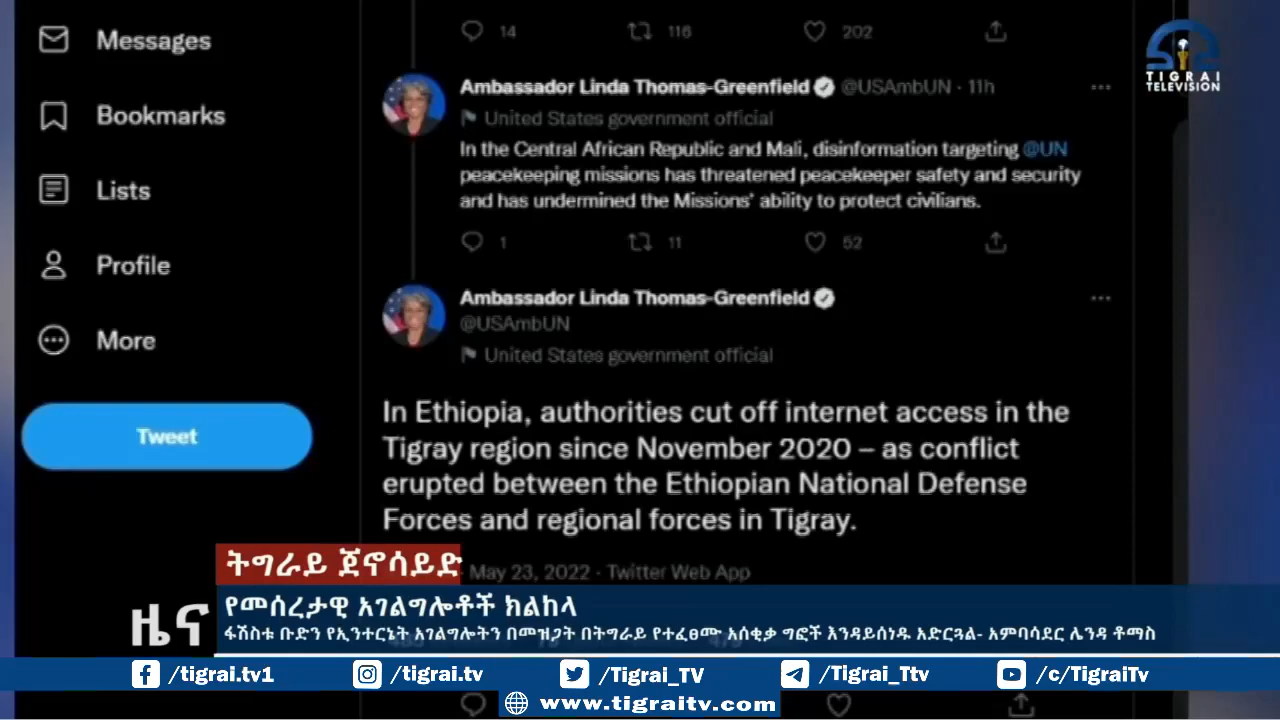 Messages
Bookmarks
Lists
Profile
More
Tweet
14 116 202
Ambassador Linda Thomas-Greenfield @USAmbUN · 11h
United States government official
In the Central African Republic and Mali, disinformation targeting @UN
peacekeeping missions has threatened peacekeeper safety and security
and has undermined the Missions' ability to protect civilians.
1 11 52
Ambassador Linda Thomas-Greenfield
@USAmbUN
United States government official
In Ethiopia, authorities cut off internet access in the
Tigray region since November 2020 – as conflict
erupted between the Ethiopian National Defense
Forces and regional forces in Tigray.
May 23, 2022 · Twitter Web App
TIGRAI
TELEVISION
ትግራይ ጀኖሳይድ
ዜና
የመሰረታዊ አገልግሎቶች ክልከላ
ፋሽስቱ ቡድን የኢንተርኔት አገልግሎትን በመዝጋት በትግራይ የተፈፀሙ አሰቂቃ ግፎች እንዳይሰነዱ አድርጓል- አምባሳደር ሌንዳ ቶማስ
/tigrai.tv1 /tigrai.tv /Tigrai_TV /Tigrai_Ttv /c/TigraiTv
www.tigraitv.com